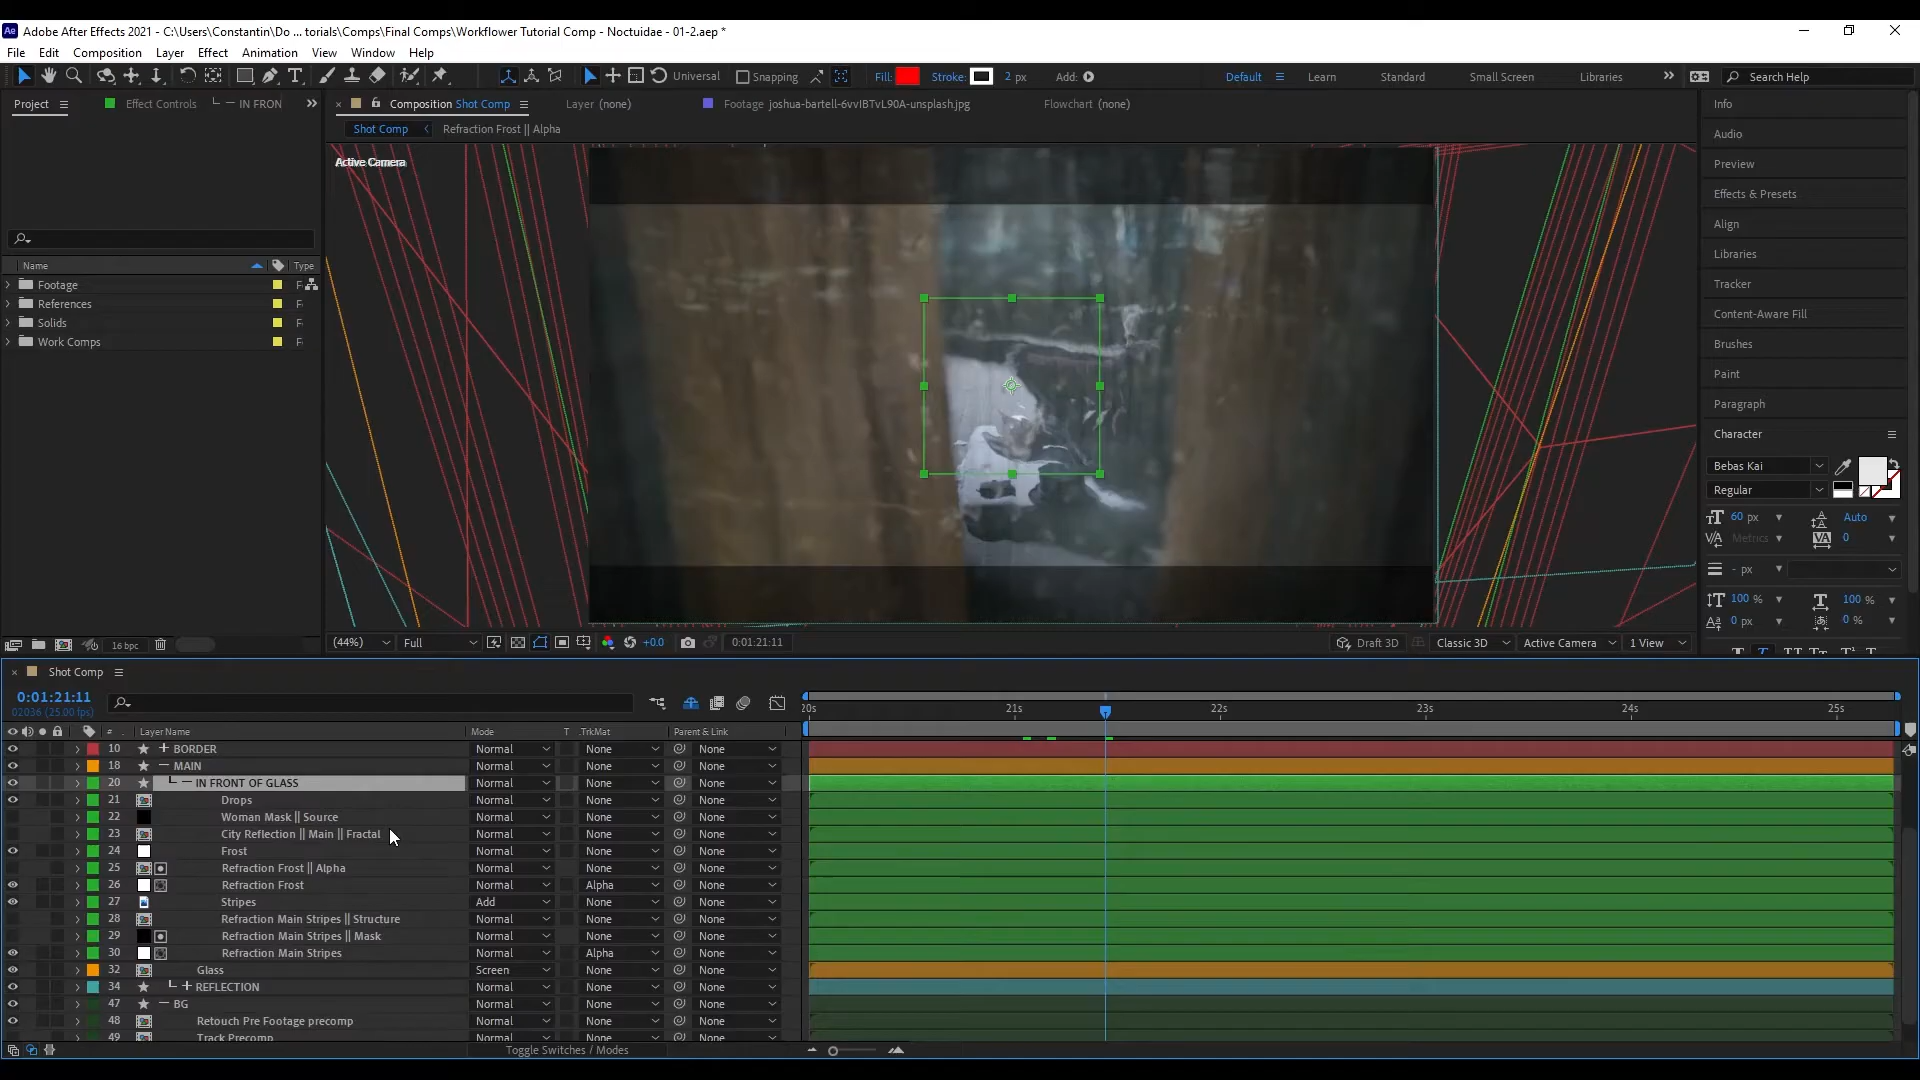 Ae Adobe After Effects 2021 - C:\Users\Constantin\Do ... torials\Comps\Final Comps\Workflower Tutorial Comp - Noctuidae - 01-2.aep *
File Edit Composition Layer Effect Animation View Window Help
Universal Snapping Fill: Stroke: 2 px Add: Default Learn Standard Small Screen Libraries Search Help
Project Effect Controls IN FRON Composition Shot Comp Layer (none) Footage joshua-bartell-6vvIBTvL90A-unsplash.jpg Flowchart (none) Info
Shot Comp Refraction Frost || Alpha Audio
Active Camera
Preview
Effects & Presets
Align
Libraries
Tracker
Content-Aware Fill
Brushes
Paint
Paragraph
Character
Bebas Kai
Regular
60 px Auto
Metrics 0
- px
100 % 100 %
0 px 0 %
Name Type
Footage
References
Solids
Work Comps
16 bpc (44%) Full +0.0 0:01:21:11 Draft 3D Classic 3D Active Camera 1 View
Shot Comp
0:01:21:11
02036 (25.00 fps)
20s 21s 22s 23s 24s 25s
# Layer Name Mode T .TrkMat Parent & Link
10 BORDER Normal None None
18 MAIN Normal None None
20 IN FRONT OF GLASS Normal None None
21 Drops Normal None None
22 Woman Mask || Source Normal None None
23 City Reflection || Main || Fractal Normal None None
24 Frost Normal None None
25 Refraction Frost || Alpha Normal None None
26 Refraction Frost Normal Alpha None
27 Stripes Add None None
28 Refraction Main Stripes || Structure Normal None None
29 Refraction Main Stripes || Mask Normal None None
30 Refraction Main Stripes Normal Alpha None
32 Glass Screen None None
34 REFLECTION Normal None None
47 BG Normal None None
48 Retouch Pre Footage precomp Normal None None
49 Track Precomp Normal None None
Toggle Switches / Modes